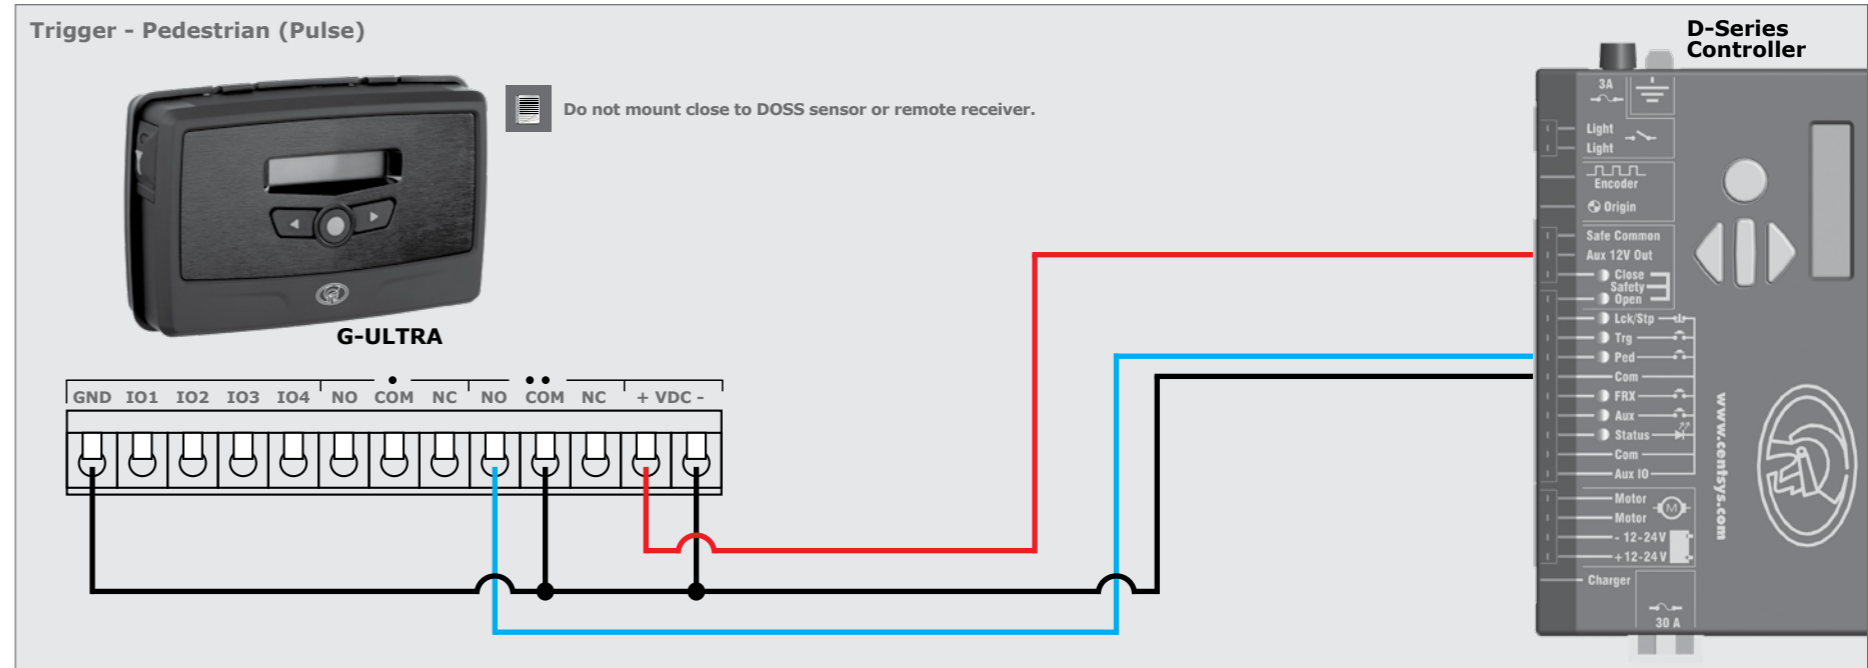 Trigger - Pedestrian (Pulse)
Do not mount close to DOSS sensor or remote receiver.
G-ULTRA
GND IO1 IO2 IO3 IO4 NO COM NC NO COM NC + VDC -
D-Series
Controller
3A
Light
Light
Encoder
Origin
Safe Common
Aux 12V Out
Close
Safety
Open
Lck/Stp
Trg
Ped
Com
FRX
Aux
Status
Com
Aux IO
Motor
M
Motor
- 12-24V
+12-24V
Charger
30 A
www.centsys.com